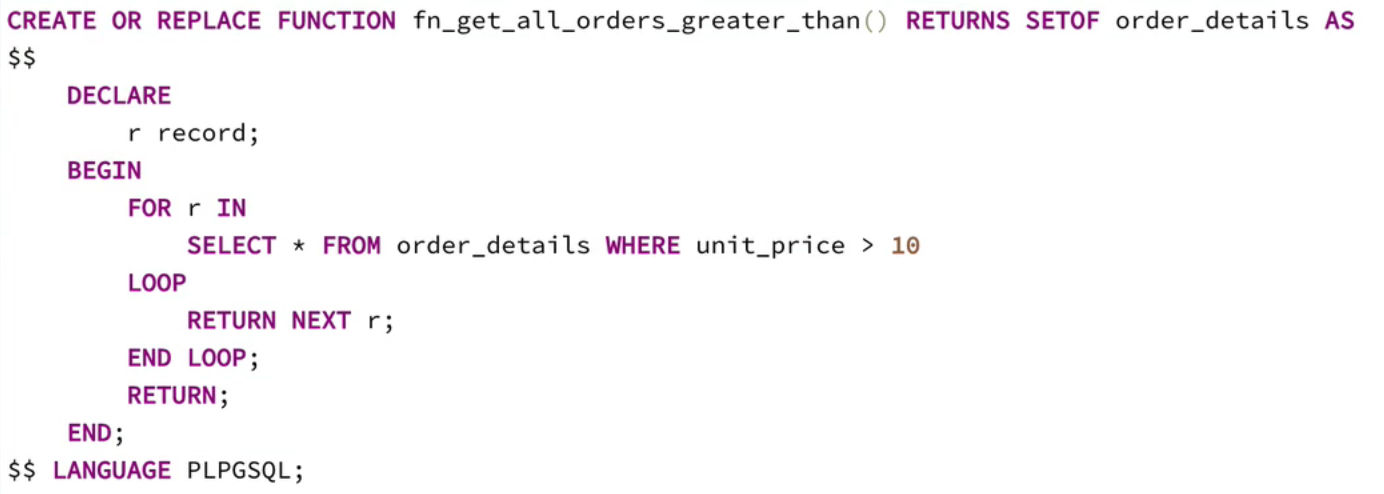 CREATE OR REPLACE FUNCTION fn_get_all_orders_greater_than() RETURNS SETOF order_details AS
$$
    DECLARE
        r record;
    BEGIN
        FOR r IN
            SELECT * FROM order_details WHERE unit_price > 10
        LOOP
            RETURN NEXT r;
        END LOOP;
        RETURN;
    END;
$$ LANGUAGE PLPGSQL;